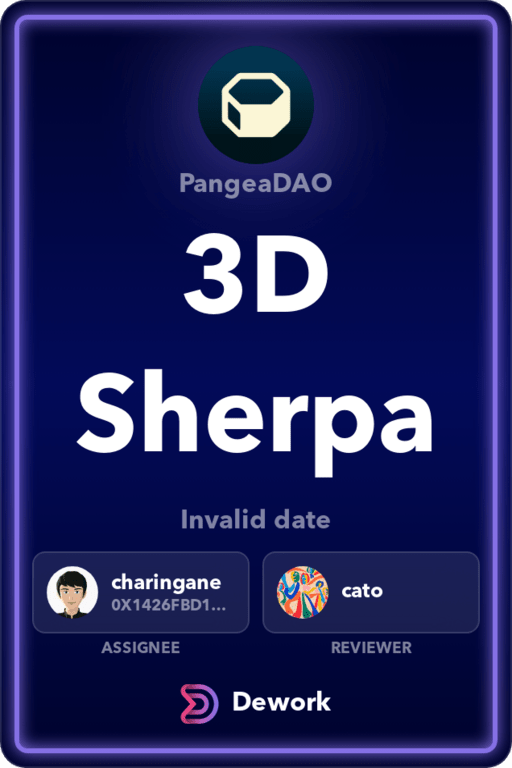 PangeaDAO
3D
Sherpa
Invalid date
charingane
0X1426FBD1...
cato
ASSIGNEE
REVIEWER
Dework